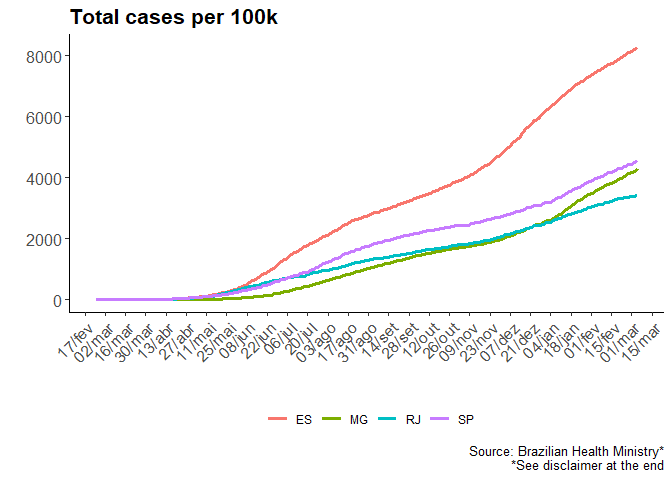 Total cases per 100k
8000
6000
4000
2000
0
17/fev 02/mar 16/mar 30/mar 13/abr 27/abr 11/mai 25/mai 08/jun 22/jun 06/jul 20/jul 03/ago 17/ago 31/ago 14/set 28/set 12/out 26/out 09/nov 23/nov 07/dez 21/dez 04/jan 18/jan 01/fev 15/fev 01/mar 15/mar
ES MG RJ SP
Source: Brazilian Health Ministry*
*See disclaimer at the end